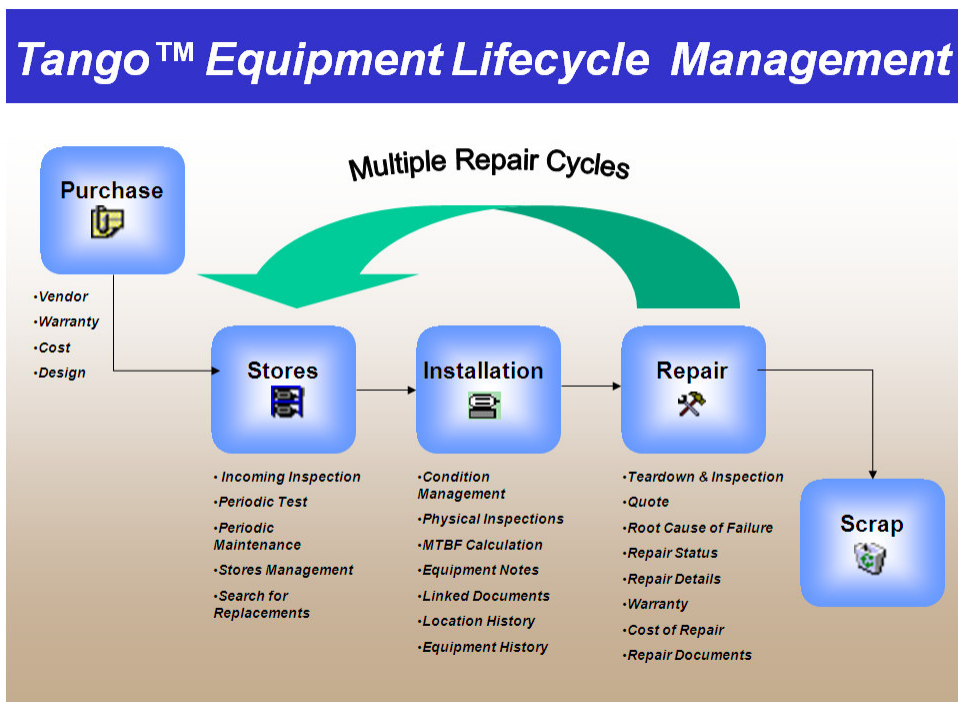 Tango™ Equipment Lifecycle Management
Multiple Repair Cycles
Purchase
•Vendor
•Warranty
•Cost
•Design
Stores
• Incoming Inspection
•Periodic Test
•Periodic
Maintenance
•Stores Management
•Search for
Replacements
Installation
•Condition
Management
•Physical Inspections
•MTBF Calculation
•Equipment Notes
•Linked Documents
•Location History
•Equipment History
Repair
•Teardown & Inspection
•Quote
•Root Cause of Failure
•Repair Status
•Repair Details
•Warranty
•Cost of Repair
•Repair Documents
Scrap